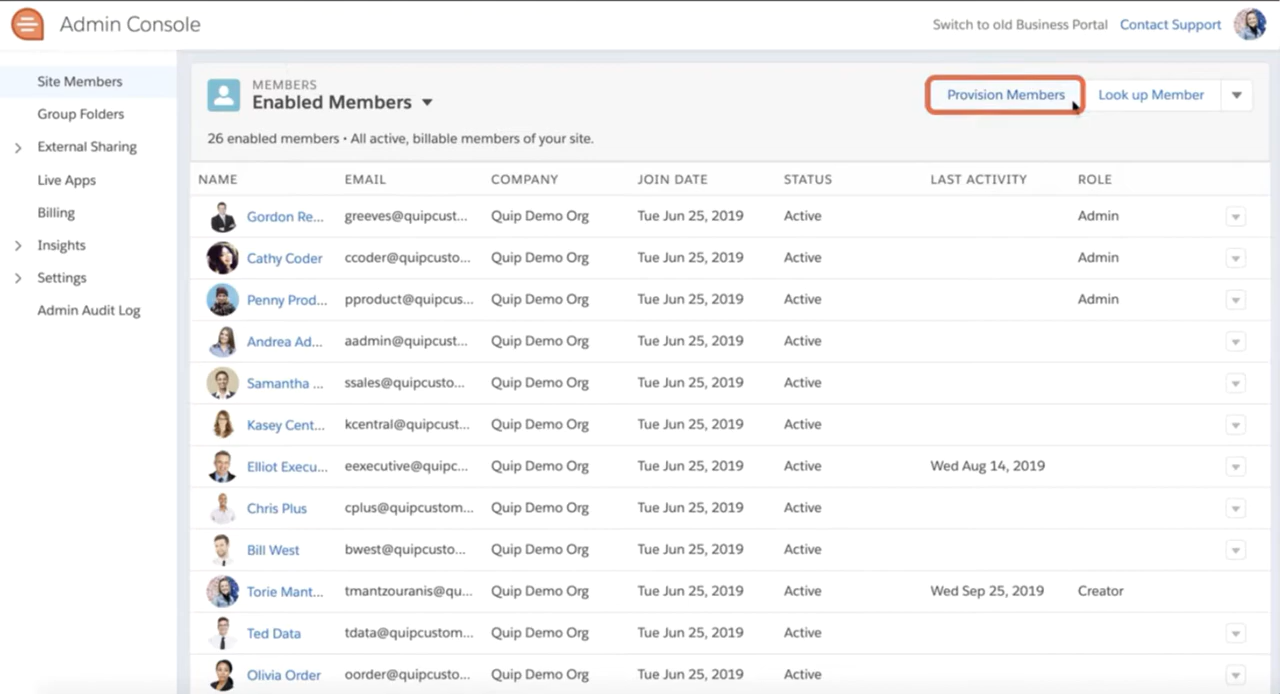 Admin Console
Switch to old Business Portal Contact Support
Site Members
Group Folders
External Sharing
Live Apps
Billing
Insights
Settings
Admin Audit Log
MEMBERS
Enabled Members
Provision Members
Look up Member
26 enabled members • All active, billable members of your site.
NAME EMAIL COMPANY JOIN DATE STATUS LAST ACTIVITY ROLE
Gordon Re... greeves@quipcust... Quip Demo Org Tue Jun 25, 2019 Active Admin
Cathy Coder ccoder@quipcusto... Quip Demo Org Tue Jun 25, 2019 Active Admin
Penny Prod... pproduct@quipcus... Quip Demo Org Tue Jun 25, 2019 Active Admin
Andrea Ad... aadmin@quipcust... Quip Demo Org Tue Jun 25, 2019 Active
Samantha ... ssales@quipcusto... Quip Demo Org Tue Jun 25, 2019 Active
Kasey Cent... kcentral@quipcust... Quip Demo Org Tue Jun 25, 2019 Active
Elliot Execu... eexecutive@quipc... Quip Demo Org Tue Jun 25, 2019 Active Wed Aug 14, 2019
Chris Plus cplus@quipcustom... Quip Demo Org Tue Jun 25, 2019 Active
Bill West bwest@quipcusto... Quip Demo Org Tue Jun 25, 2019 Active
Torie Mant... tmantzouranis@qu... Quip Demo Org Tue Jun 25, 2019 Active Wed Sep 25, 2019 Creator
Ted Data tdata@quipcustom... Quip Demo Org Tue Jun 25, 2019 Active
Olivia Order oorder@quipcusto... Quip Demo Org Tue Jun 25, 2019 Active